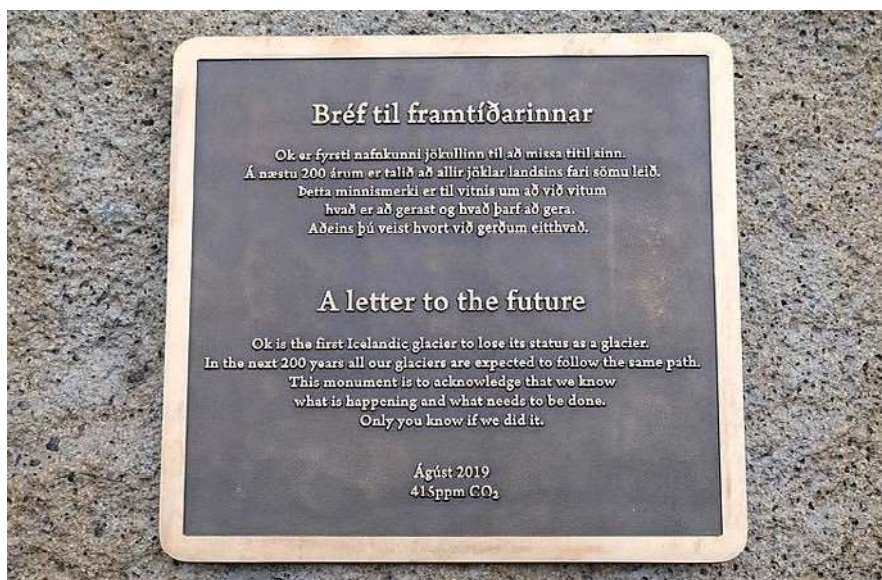 Bréf til framtíðarinnar
Ok er fyrsti nafnkunni jökullinn til að missa titil sinn.
Á næstu 200 árum er talið að allir jöklar landsins fari sömu leið.
Þetta minnismerki er til vitnis um að við vitum
hvað er að gerast og hvað þarf að gera.
Aðeins þú veist hvort við gerðum eitthvað.
A letter to the future
Ok is the first Icelandic glacier to lose its status as a glacier.
In the next 200 years all our glaciers are expected to follow the same path.
This monument is to acknowledge that we know
what is happening and what needs to be done.
Only you know if we did it.
Ágúst 2019
415ppm CO₂